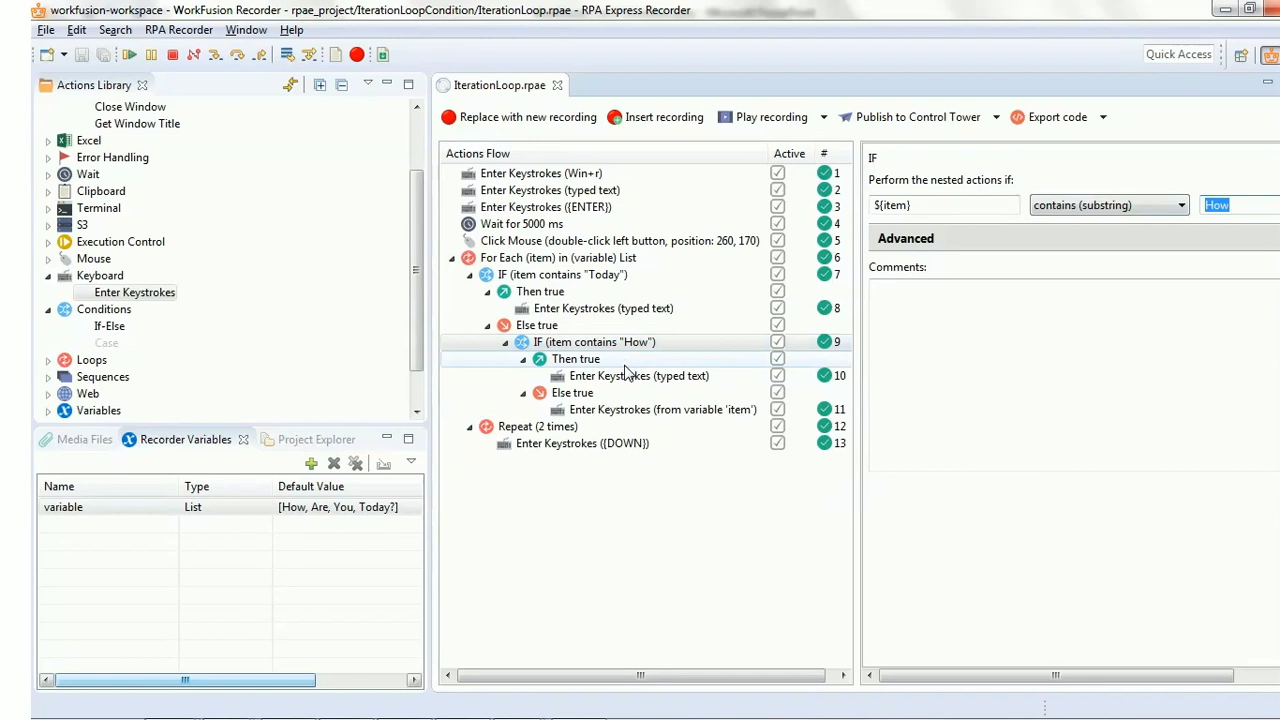 workfusion-workspace - WorkFusion Recorder - rpae_project/IterationLoopCondition/IterationLoop.rpae - RPA Express Recorder
File Edit Search RPA Recorder Window Help
Quick Access
Actions Library
Close Window
Get Window Title
Excel
Error Handling
Wait
Clipboard
Terminal
S3
Execution Control
Mouse
Keyboard
Enter Keystrokes
Conditions
If-Else
Case
Loops
Sequences
Web
Variables
Media Files Recorder Variables Project Explorer
Name Type Default Value
variable List [How, Are, You, Today?]
IterationLoop.rpae
Replace with new recording Insert recording Play recording Publish to Control Tower Export code
Actions Flow Active #
Enter Keystrokes (Win+r) 1
Enter Keystrokes (typed text) 2
Enter Keystrokes ({ENTER}) 3
Wait for 5000 ms 4
Click Mouse (double-click left button, position: 260, 170) 5
For Each (item) in (variable) List 6
IF (item contains "Today") 7
Then true
Enter Keystrokes (typed text) 8
Else true
IF (item contains "How") 9
Then true
Enter Keystrokes (typed text) 10
Else true
Enter Keystrokes (from variable 'item') 11
Repeat (2 times) 12
Enter Keystrokes ({DOWN}) 13
IF
Perform the nested actions if:
${item} contains (substring) How
Advanced
Comments: